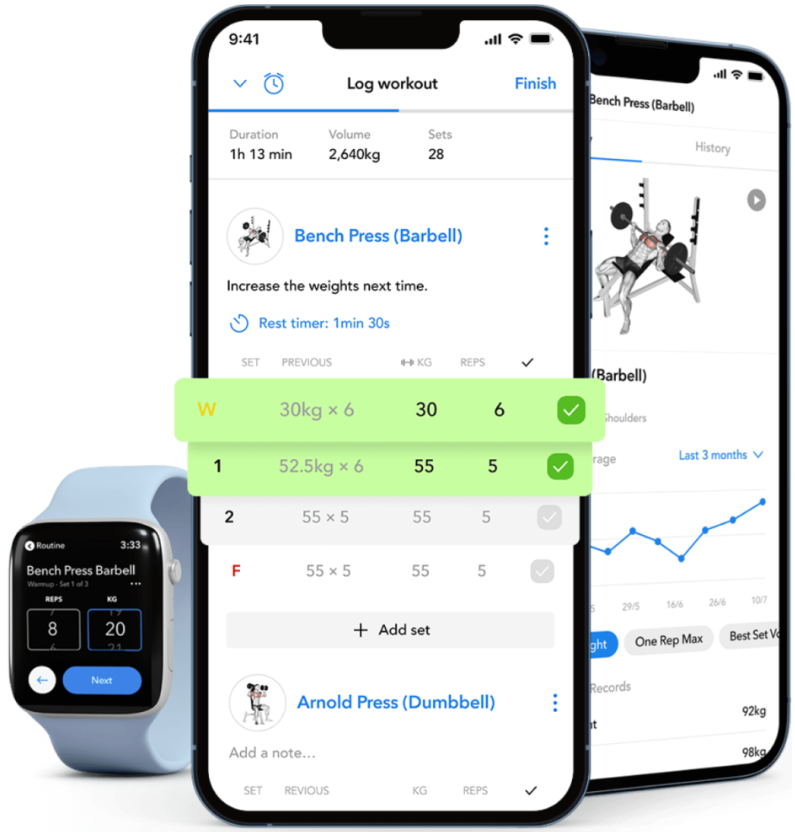 9:41
Log workout
Finish
Duration
Volume
Sets
1h 13 min
2,640kg
28
Bench Press (Barbell)
Increase the weights next time.
Rest timer: 1min 30s
SET PREVIOUS KG REPS
W 30kg × 6 30 6
1 52.5kg × 6 55 5
2 55 × 5 55 5
F 55 × 5 55 5
+ Add set
Arnold Press (Dumbbell)
Add a note...
SET REVIOUS KG REPS
Bench Press (Barbell)
History
(Barbell)
Shoulders
rage
Last 3 months
5 29/5 16/6 26/6 10/7
ght
One Rep Max
Best Set Vo
Records
nt
92kg
98kg
Routine
3:33
Bench Press Barbell
Warmup - Set 1 of 3
REPS
KG
8
19
20
21
Next